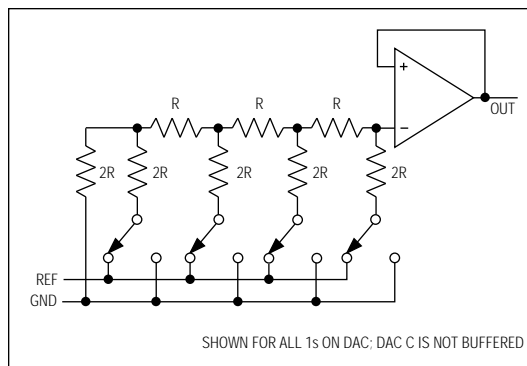 R R R
+
−
OUT
2R 2R 2R 2R 2R
REF
GND
SHOWN FOR ALL 1s ON DAC; DAC C IS NOT BUFFERED